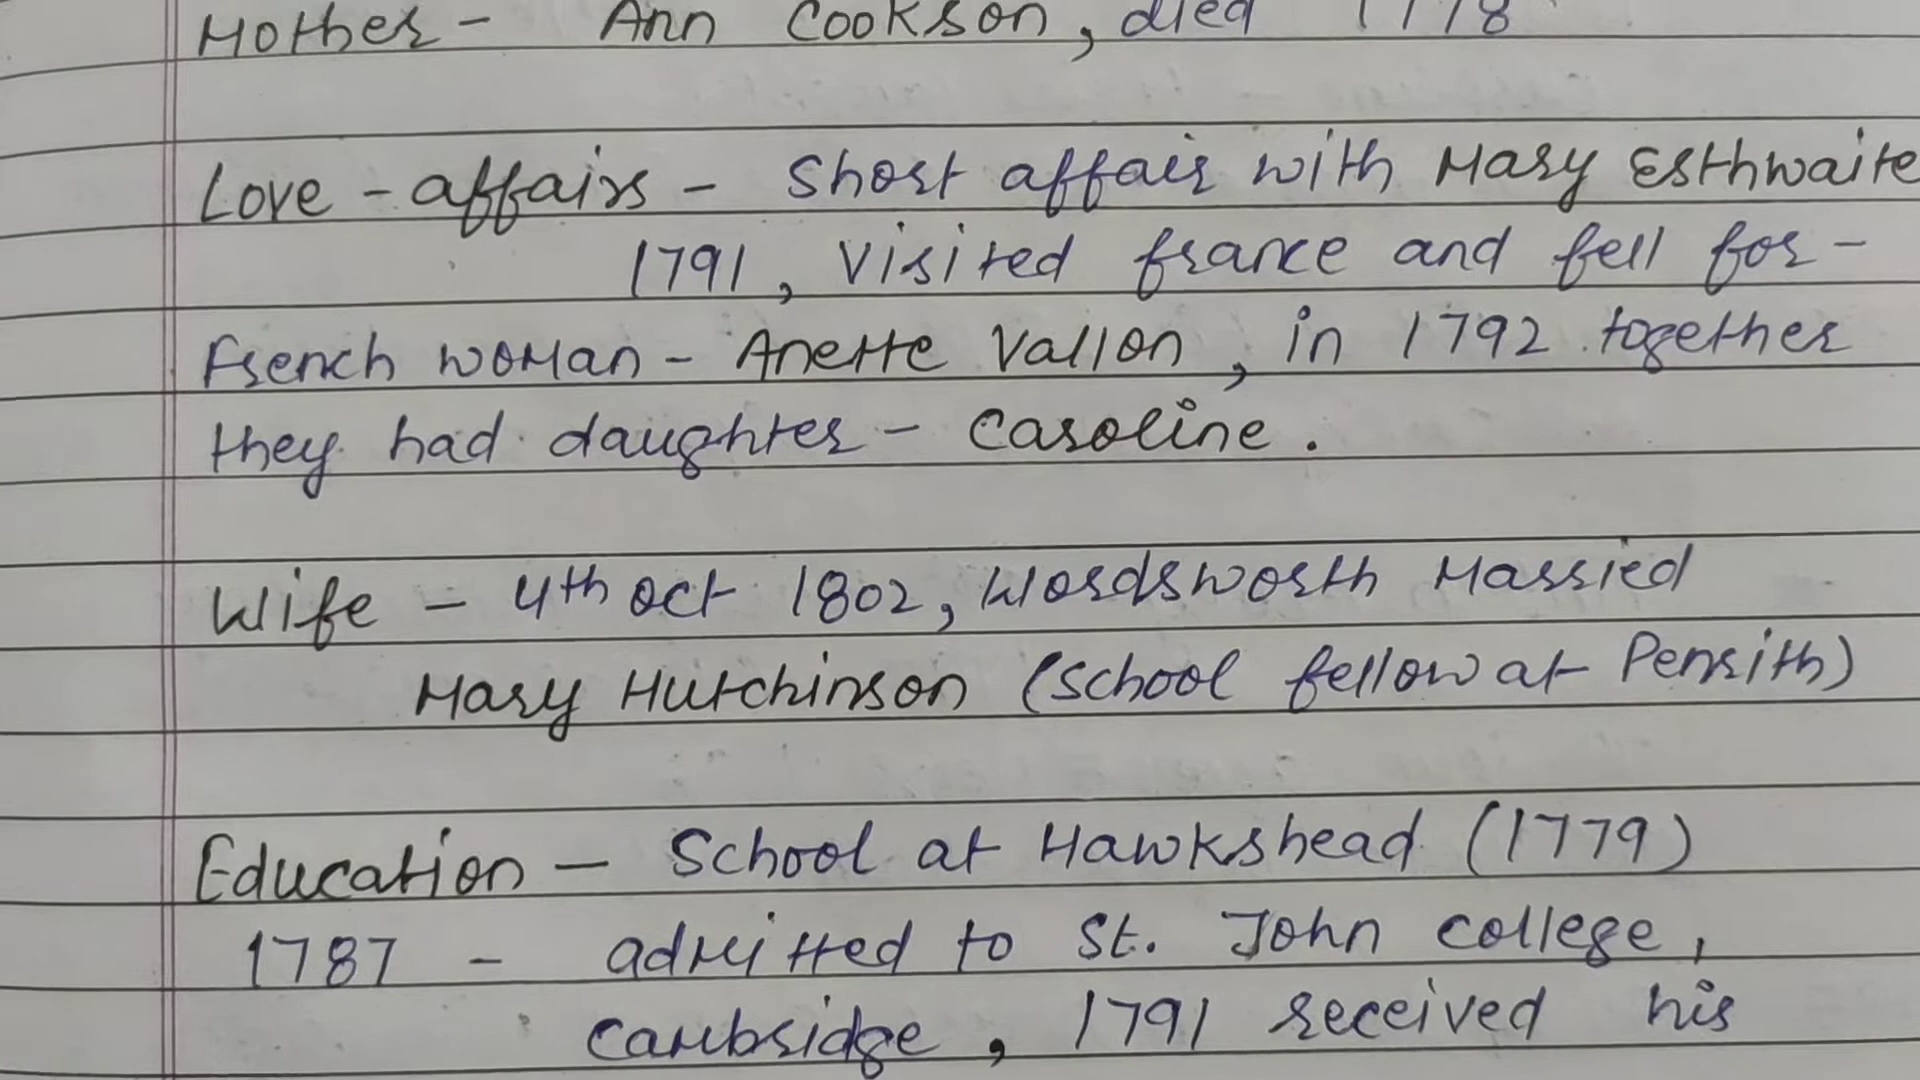 Mother - Ann Cookson, died 1778
Love - affairs - Short affair with Mary Esthwaite
1791, visited france and fell for -
French woman - Anette Vallon, in 1792 together
they had daughter - Caroline.
Wife - 4th oct 1802, Wordsworth Married
Mary Hutchinson (School fellow at Penrith)
Education - School at Hawkshead (1779)
1787 - admitted to St. John college,
Cambridge, 1791 received his